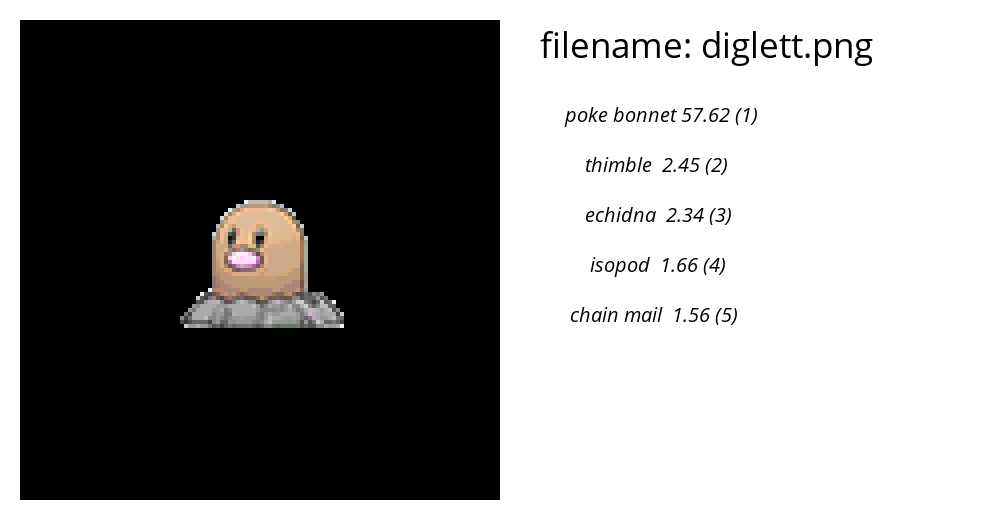 filename: diglett.png
poke bonnet 57.62 (1)
thimble 2.45 (2)
echidna 2.34 (3)
isopod 1.66 (4)
chain mail 1.56 (5)